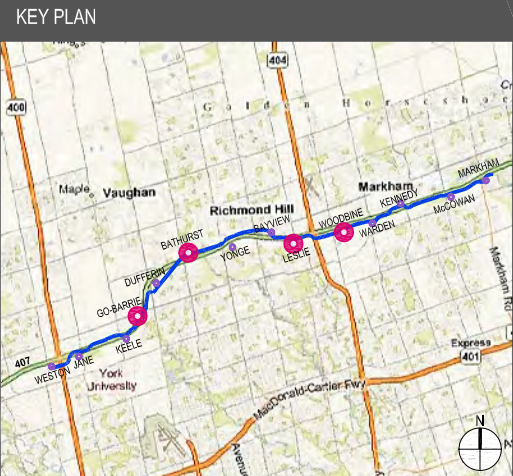 KEY PLAN
404
400
Golden Horseshoe
MARKHAM
Maple
Vaughan
Markham
KENNEDY
McCOWAN
Richmond Hill
BAYVIEW
WOODBINE
WARDEN
BATHURST
YONGE
LESLIE
DUFFERIN
Markham Rd
GO-BARRIE
KEELE
407
WESTON
JANE
York
University
Express
401
MacDonald-Cartier Fwy
N